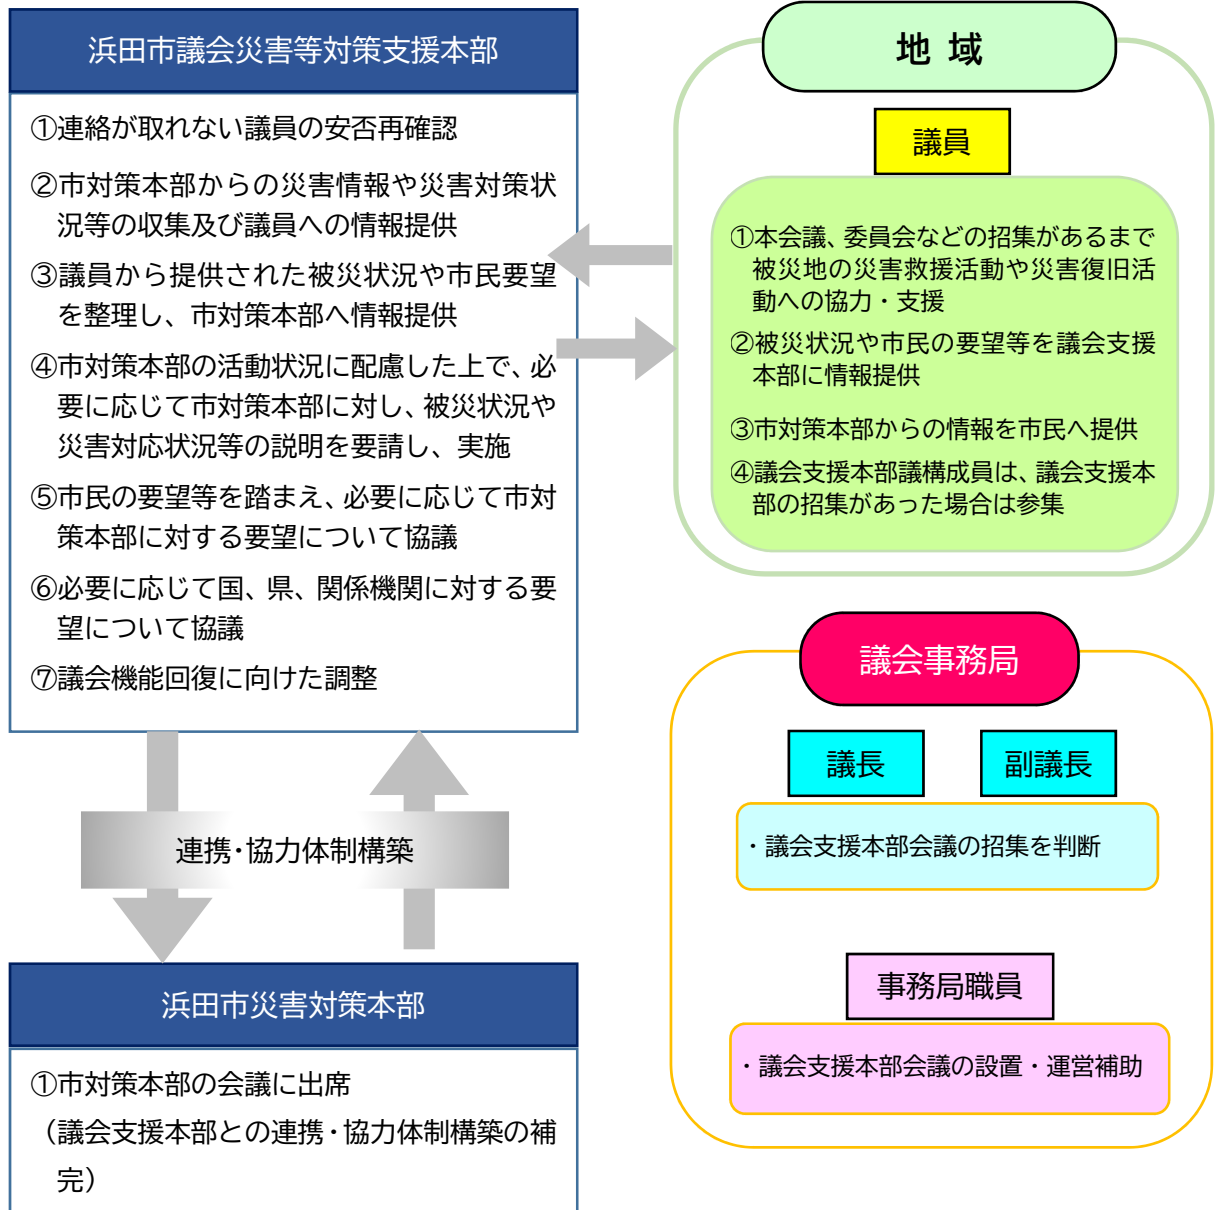 浜田市議会災害等対策支援本部
①連絡が取れない議員の安否再確認
②市対策本部からの災害情報や災害対策状
況等の収集及び議員への情報提供
③議員から提供された被災状況や市民要望
を整理し、市対策本部へ情報提供
④市対策本部の活動状況に配慮した上で、必
要に応じて市対策本部に対し、被災状況や
災害対応状況等の説明を要請し、実施
⑤市民の要望等を踏まえ、必要に応じて市対
策本部に対する要望について協議
⑥必要に応じて国、県、関係機関に対する要
望について協議
⑦議会機能回復に向けた調整
連携・協力体制構築
浜田市災害対策本部
①市対策本部の会議に出席
（議会支援本部との連携・協力体制構築の補
完）
地 域
議員
①本会議、委員会などの招集があるまで
被災地の災害救援活動や災害復旧活
動への協力・支援
②被災状況や市民の要望等を議会支援
本部に情報提供
③市対策本部からの情報を市民へ提供
④議会支援本部議構成員は、議会支援本
部の招集があった場合は参集
議会事務局
議長
副議長
・議会支援本部会議の招集を判断
事務局職員
・議会支援本部会議の設置・運営補助